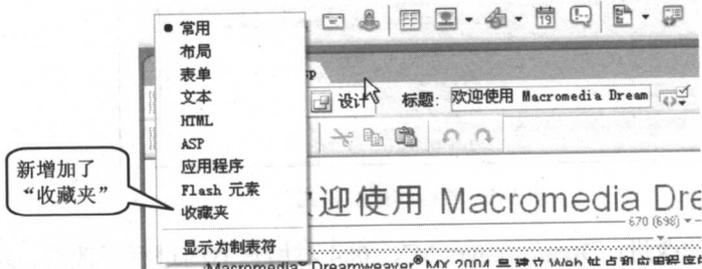 常用
布局
表单
文本
HTML
ASP
应用程序
Flash 元素
收藏夹
显示为制表符
新增加了
“收藏夹”
19
sp
设计
标题: 欢迎使用 Macromedia Dream
欢迎使用 Macromedia Dre
670 (698)
Macromedia® Dreamweaver® MX 2004 是建立 Web 站点和应用程序的